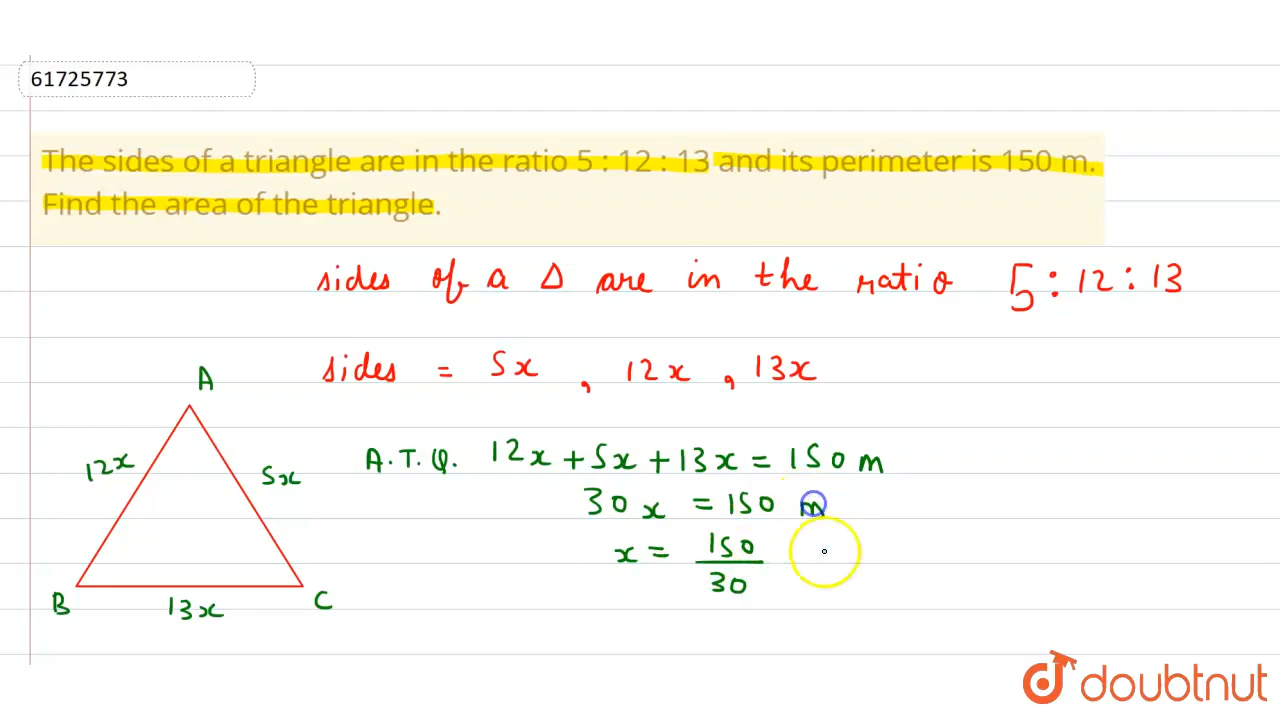 61725773
The sides of a triangle are in the ratio 5 : 12 : 13 and its perimeter is 150 m.
Find the area of the triangle.
sides of a Δ are in the ratio 5 : 12 : 13
sides = 5x , 12x , 13x
A
12x
5x
B
13x
C
A.T.Q. 12x + 5x + 13x = 150 m
30x = 150 m
x = 150/30
doubtnut